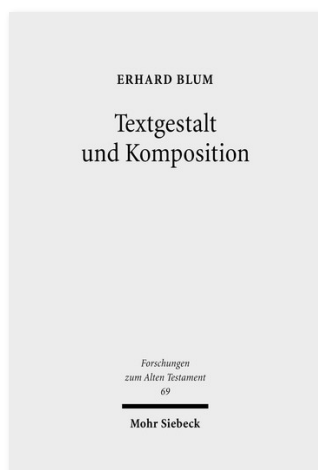 ERHARD BLUM
Textgestalt
und Komposition
Forschungen
zum Alten Testament
69
Mohr Siebeck